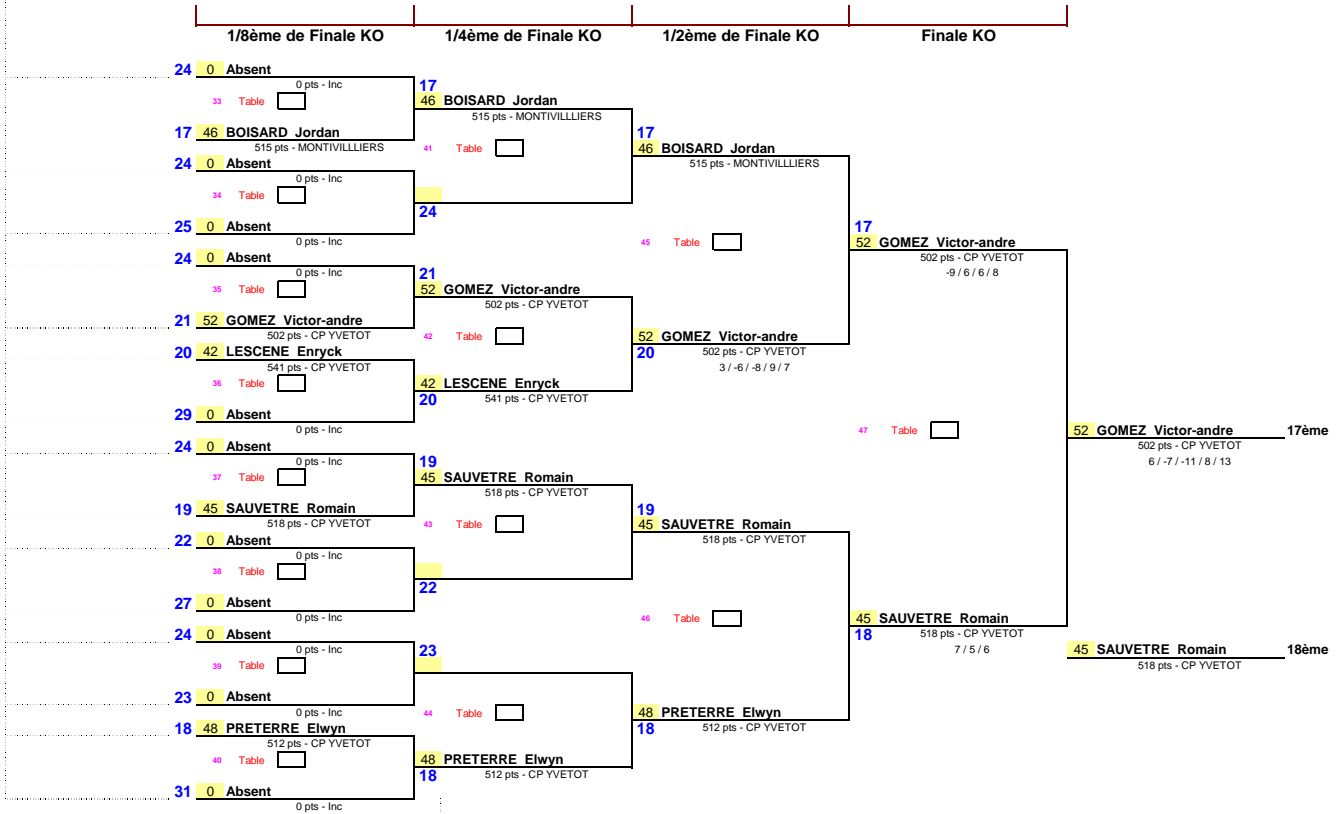 1/8ème de Finale KO 1/4ème de Finale KO 1/2ème de Finale KO Finale KO
24 0 Absent
0 pts - Inc
33 Table
17 46 BOISARD Jordan
515 pts - MONTIVILLLIERS
24 0 Absent
0 pts - Inc
34 Table
25 0 Absent
0 pts - Inc
24 0 Absent
0 pts - Inc
35 Table
21 52 GOMEZ Victor-andre
502 pts - CP YVETOT
20 42 LESCENE Enryck
541 pts - CP YVETOT
36 Table
29 0 Absent
0 pts - Inc
24 0 Absent
0 pts - Inc
37 Table
19 45 SAUVETRE Romain
518 pts - CP YVETOT
22 0 Absent
0 pts - Inc
38 Table
27 0 Absent
0 pts - Inc
24 0 Absent
0 pts - Inc
39 Table
23 0 Absent
0 pts - Inc
18 48 PRETERRE Elwyn
512 pts - CP YVETOT
40 Table
31 0 Absent
0 pts - Inc
17
46 BOISARD Jordan
515 pts - MONTIVILLLIERS
41 Table
24
21
52 GOMEZ Victor-andre
502 pts - CP YVETOT
42 Table
42 LESCENE Enryck
20 541 pts - CP YVETOT
19
45 SAUVETRE Romain
518 pts - CP YVETOT
43 Table
22
23
44 Table
48 PRETERRE Elwyn
18 512 pts - CP YVETOT
17
46 BOISARD Jordan
515 pts - MONTIVILLLIERS
45 Table
52 GOMEZ Victor-andre
20 502 pts - CP YVETOT
3 / -6 / -8 / 9 / 7
19
45 SAUVETRE Romain
518 pts - CP YVETOT
46 Table
48 PRETERRE Elwyn
18 512 pts - CP YVETOT
17
52 GOMEZ Victor-andre
502 pts - CP YVETOT
-9 / 6 / 6 / 8
47 Table
45 SAUVETRE Romain
18 518 pts - CP YVETOT
7 / 5 / 6
52 GOMEZ Victor-andre 17ème
502 pts - CP YVETOT
6 / -7 / -11 / 8 / 13
45 SAUVETRE Romain 18ème
518 pts - CP YVETOT